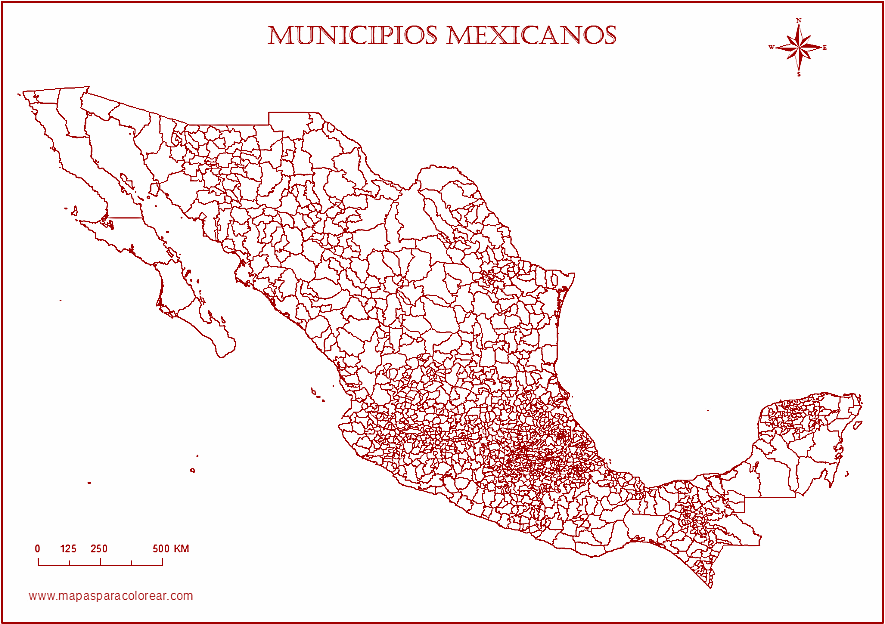 MUNICIPIOS MEXICANOS
N
W E
S
0 125 250 500 KM
www.mapasparacolorear.com